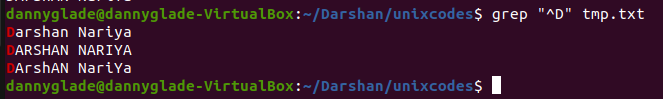 dannyglade@dannyglade-VirtualBox:~/Darshan/unixcodes$ grep "^D" tmp.txt
Darshan Nariya
DARSHAN NARIYA
DArshAN NariYa
dannyglade@dannyglade-VirtualBox:~/Darshan/unixcodes$